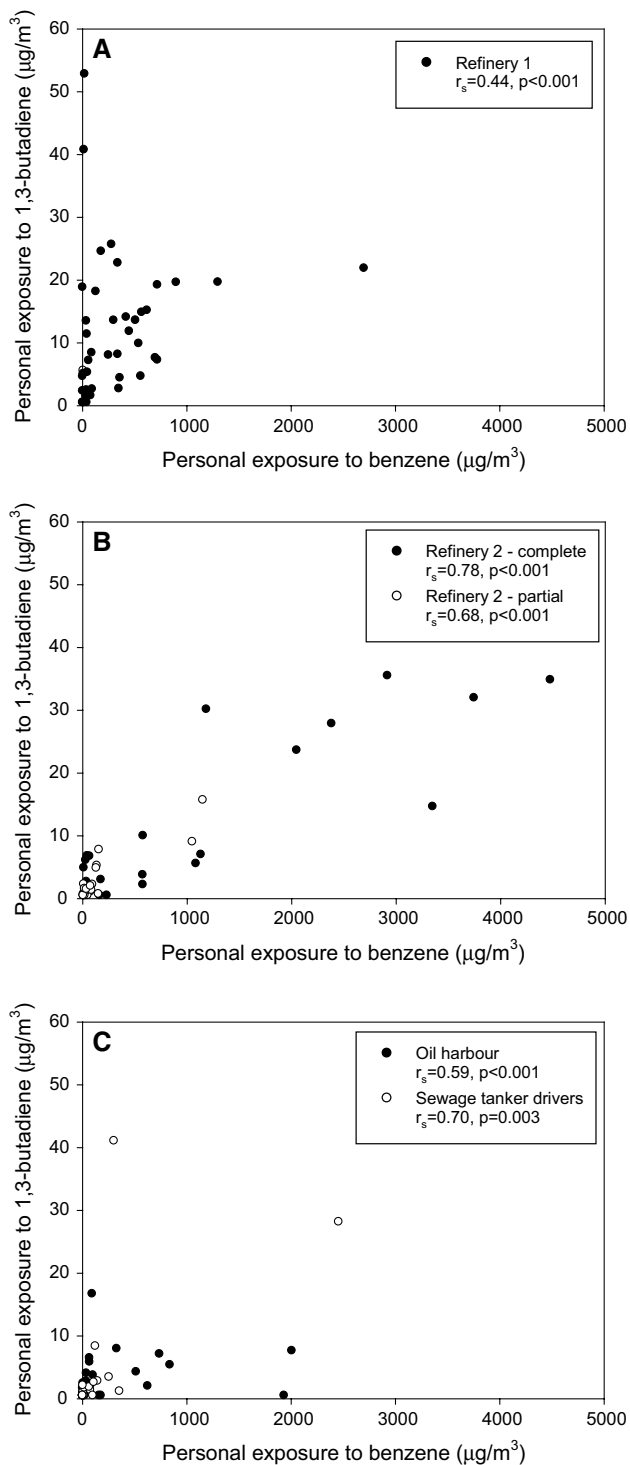 A
Refinery 1
rs=0.44, p<0.001
60
50
40
30
20
10
0
0 1000 2000 3000 4000 5000
Personal exposure to 1,3-butadiene (μg/m³)
Personal exposure to benzene (μg/m³)
B
Refinery 2 - complete
rs=0.78, p<0.001
Refinery 2 - partial
rs=0.68, p<0.001
60
50
40
30
20
10
0
0 1000 2000 3000 4000 5000
Personal exposure to 1,3-butadiene (μg/m³)
Personal exposure to benzene (μg/m³)
C
Oil harbour
rs=0.59, p<0.001
Sewage tanker drivers
rs=0.70, p=0.003
60
50
40
30
20
10
0
0 1000 2000 3000 4000 5000
Personal exposure to 1,3-butadiene (μg/m³)
Personal exposure to benzene (μg/m³)